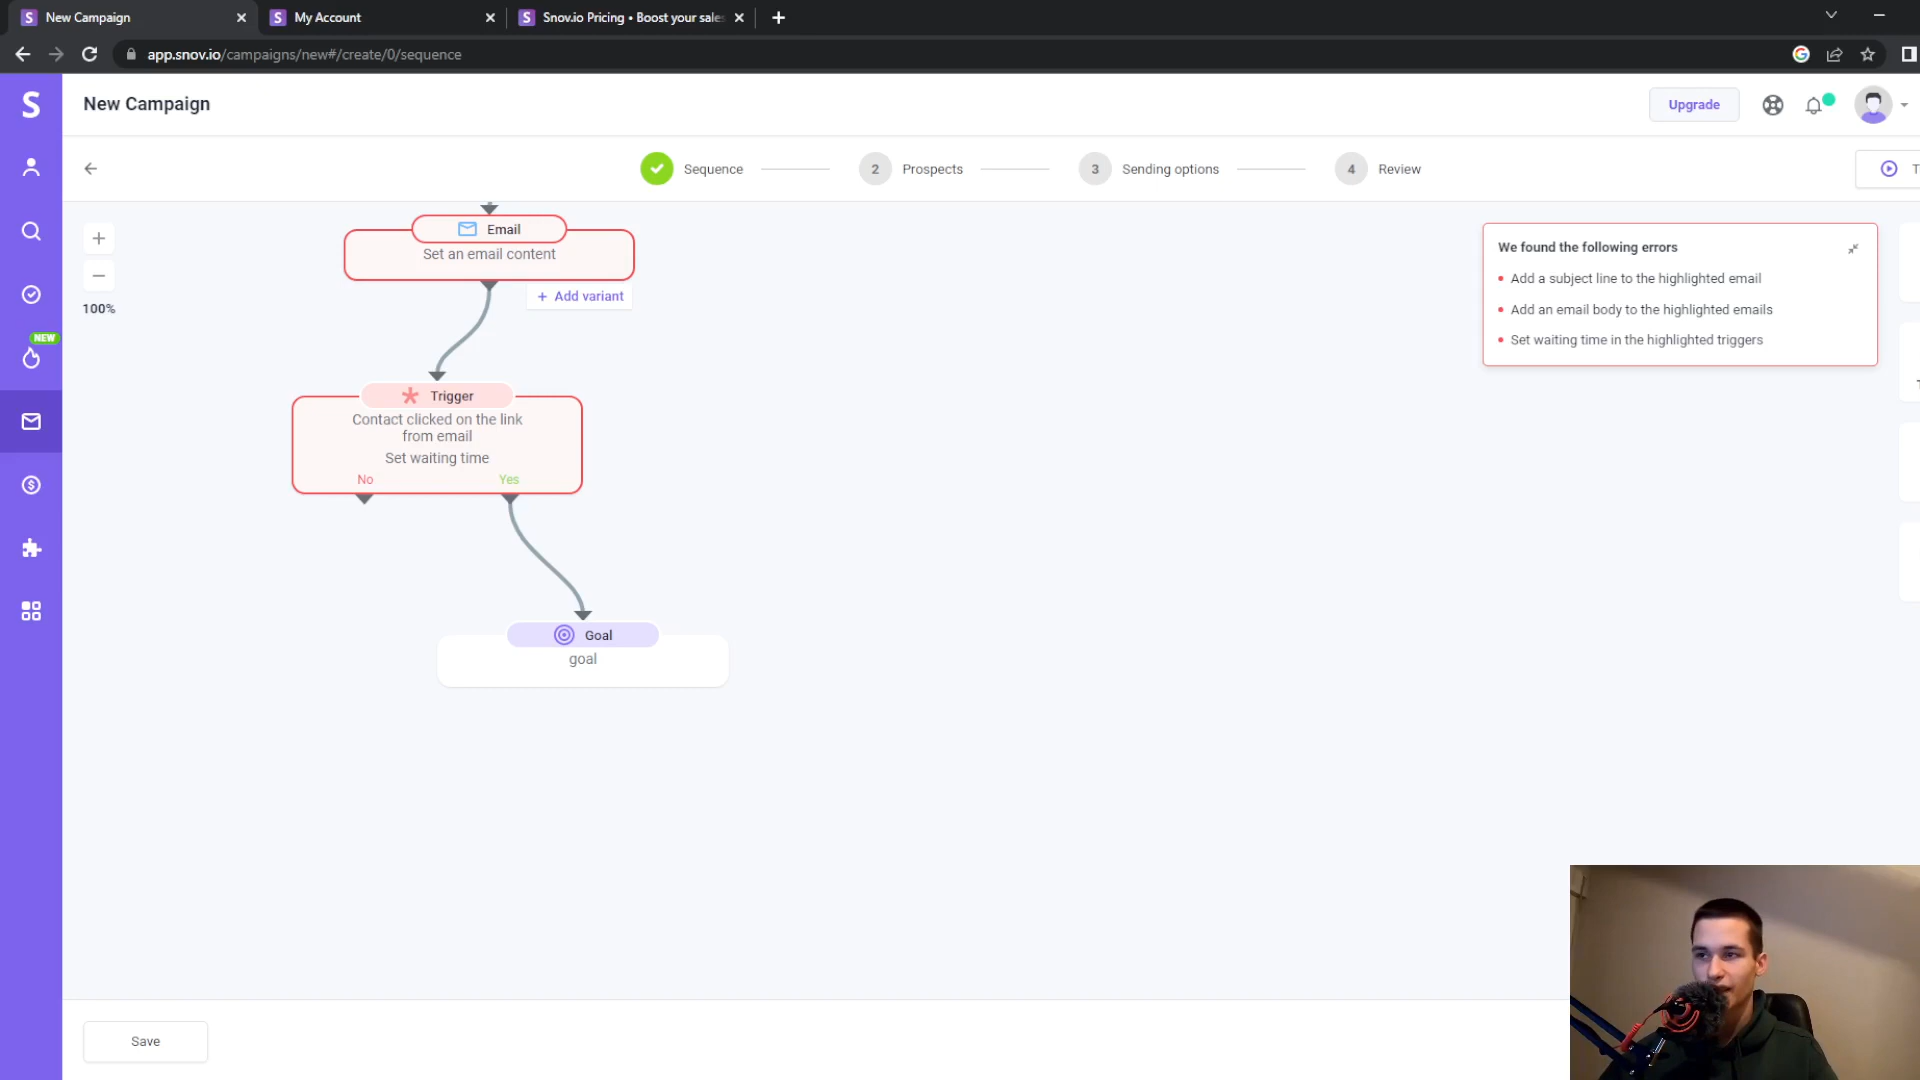 S New Campaign
S My Account
S Snov.io Pricing • Boost your sales
app.snov.io/campaigns/new#/create/0/sequence
S
New Campaign
Upgrade
Sequence
2 Prospects
3 Sending options
4 Review
T
NEW
100%
Email
Set an email content
+ Add variant
We found the following errors
• Add a subject line to the highlighted email
• Add an email body to the highlighted emails
• Set waiting time in the highlighted triggers
Trigger
Contact clicked on the link
from email
Set waiting time
No
Yes
Goal
goal
Save